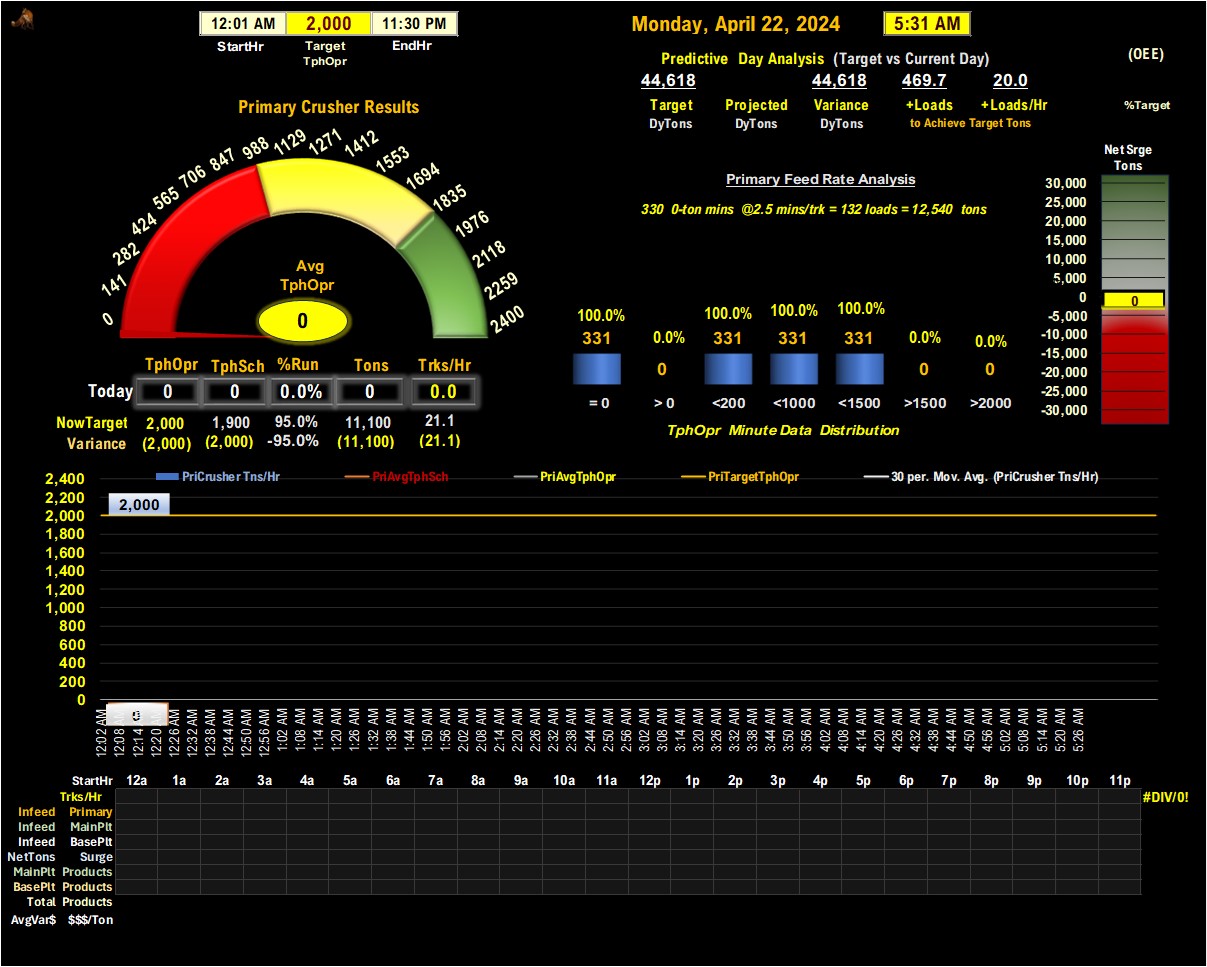 12:01 AM 2,000 11:30 PM
StartHr Target EndHr
TphOpr
Monday, April 22, 2024 5:31 AM
Predictive Day Analysis (Target vs Current Day)
44,618 44,618 469.7 20.0
Target Projected Variance +Loads +Loads/Hr
DyTons DyTons DyTons to Achieve Target Tons
(OEE)
%Target
Primary Crusher Results
0
141
282
424
565
706
847
988
1129
1271
1412
1553
1694
1835
1976
2118
2259
2400
Avg
TphOpr
0
TphOpr TphSch %Run Tons Trks/Hr
Today 0 0 0.0% 0 0.0
NowTarget 2,000 1,900 95.0% 11,100 21.1
Variance (2,000) (2,000) -95.0% (11,100) (21.1)
Primary Feed Rate Analysis
330 0-ton mins @2.5 mins/trk = 132 loads = 12,540 tons
100.0% 0.0% 100.0% 100.0% 100.0% 0.0% 0.0%
331 0 331 331 331 0 0
= 0 > 0 <200 <1000 <1500 >1500 >2000
TphOpr Minute Data Distribution
Net Srge
Tons
30,000
25,000
20,000
15,000
10,000
5,000
0 0
-5,000
-10,000
-15,000
-20,000
-25,000
-30,000
PriCrusher Tns/Hr PriAvgTphSch PriAvgTphOpr PriTargetTphOpr 30 per. Mov. Avg. (PriCrusher Tns/Hr)
2,400
2,200
2,000
2,000
1,800
1,600
1,400
1,200
1,000
800
600
400
200
0
0
12:02 AM
12:08 AM
12:14 AM
12:20 AM
12:26 AM
12:32 AM
12:38 AM
12:44 AM
12:50 AM
12:56 AM
1:02 AM
1:08 AM
1:14 AM
1:20 AM
1:26 AM
1:32 AM
1:38 AM
1:44 AM
1:50 AM
1:56 AM
2:02 AM
2:08 AM
2:14 AM
2:20 AM
2:26 AM
2:32 AM
2:38 AM
2:44 AM
2:50 AM
2:56 AM
3:02 AM
3:08 AM
3:14 AM
3:20 AM
3:26 AM
3:32 AM
3:38 AM
3:44 AM
3:50 AM
3:56 AM
4:02 AM
4:08 AM
4:14 AM
4:20 AM
4:26 AM
4:32 AM
4:38 AM
4:44 AM
4:50 AM
4:56 AM
5:02 AM
5:08 AM
5:14 AM
5:20 AM
5:26 AM
StartHr 12a 1a 2a 3a 4a 5a 6a 7a 8a 9a 10a 11a 12p 1p 2p 3p 4p 5p 6p 7p 8p 9p 10p 11p
Trks/Hr #DIV/0!
Infeed Primary
Infeed MainPlt
Infeed BasePlt
NetTons Surge
MainPlt Products
BasePlt Products
Total Products
AvgVar$ $$$/Ton